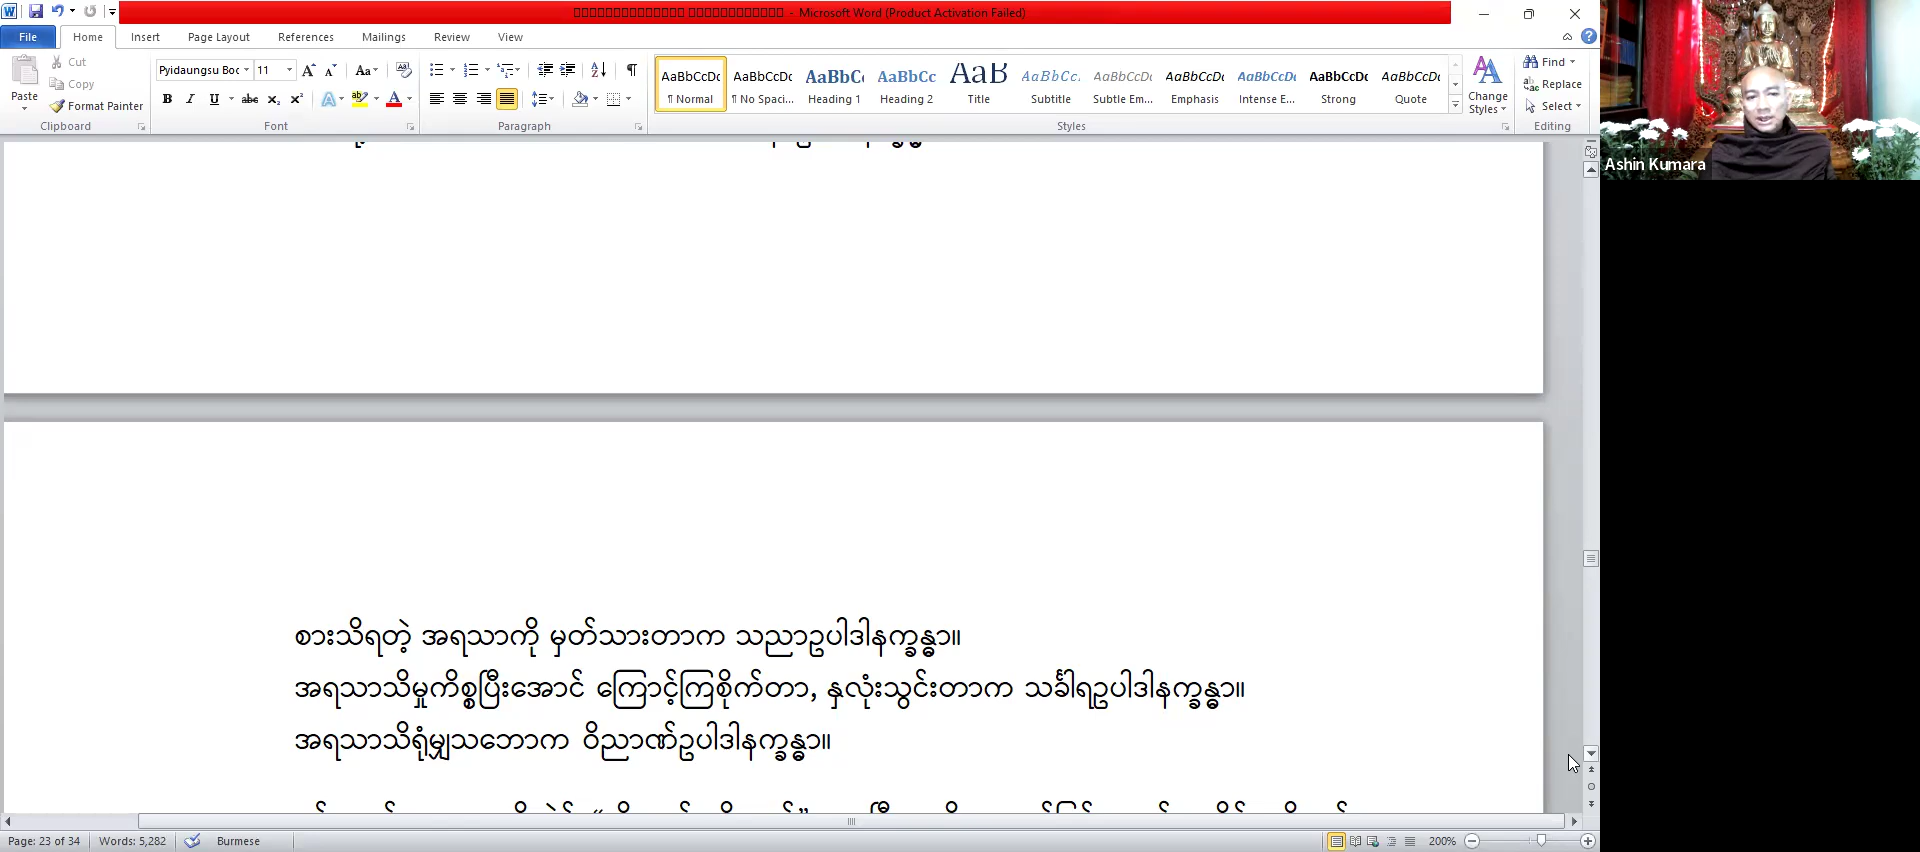 Microsoft Word (Product Activation Failed)
File Home Insert Page Layout References Mailings Review View
Paste
Cut
Copy
Format Painter
Clipboard
Pyidaungsu Boo 11
Font
Paragraph
AaBbCcDc AaBbCcDc AaBbCc AaBbCc AaB AaBbCc. AaBbCcDc AaBbCcDc AaBbCcDc AaBbCcDc AaBbCcDc
¶ Normal ¶ No Spaci... Heading 1 Heading 2 Title Subtitle Subtle Em... Emphasis Intense E... Strong Quote
Change Styles
Styles
Find
Replace
Select
Editing
Ashin Kumara
စားသိရတဲ့ အရသာကို မှတ်သားတာက သညာဥပါဒါနက္ခန္ဓာ။
အရသာသိမှုကိစ္စပြီးအောင် ကြောင့်ကြစိုက်တာ, နှလုံးသွင်းတာက သင်္ခါရဥပါဒါနက္ခန္ဓာ။
အရသာသိရုံမျှသဘောက ဝိညာဏ်ဥပါဒါနက္ခန္ဓာ။
Page: 23 of 34 Words: 5,282 Burmese 200%